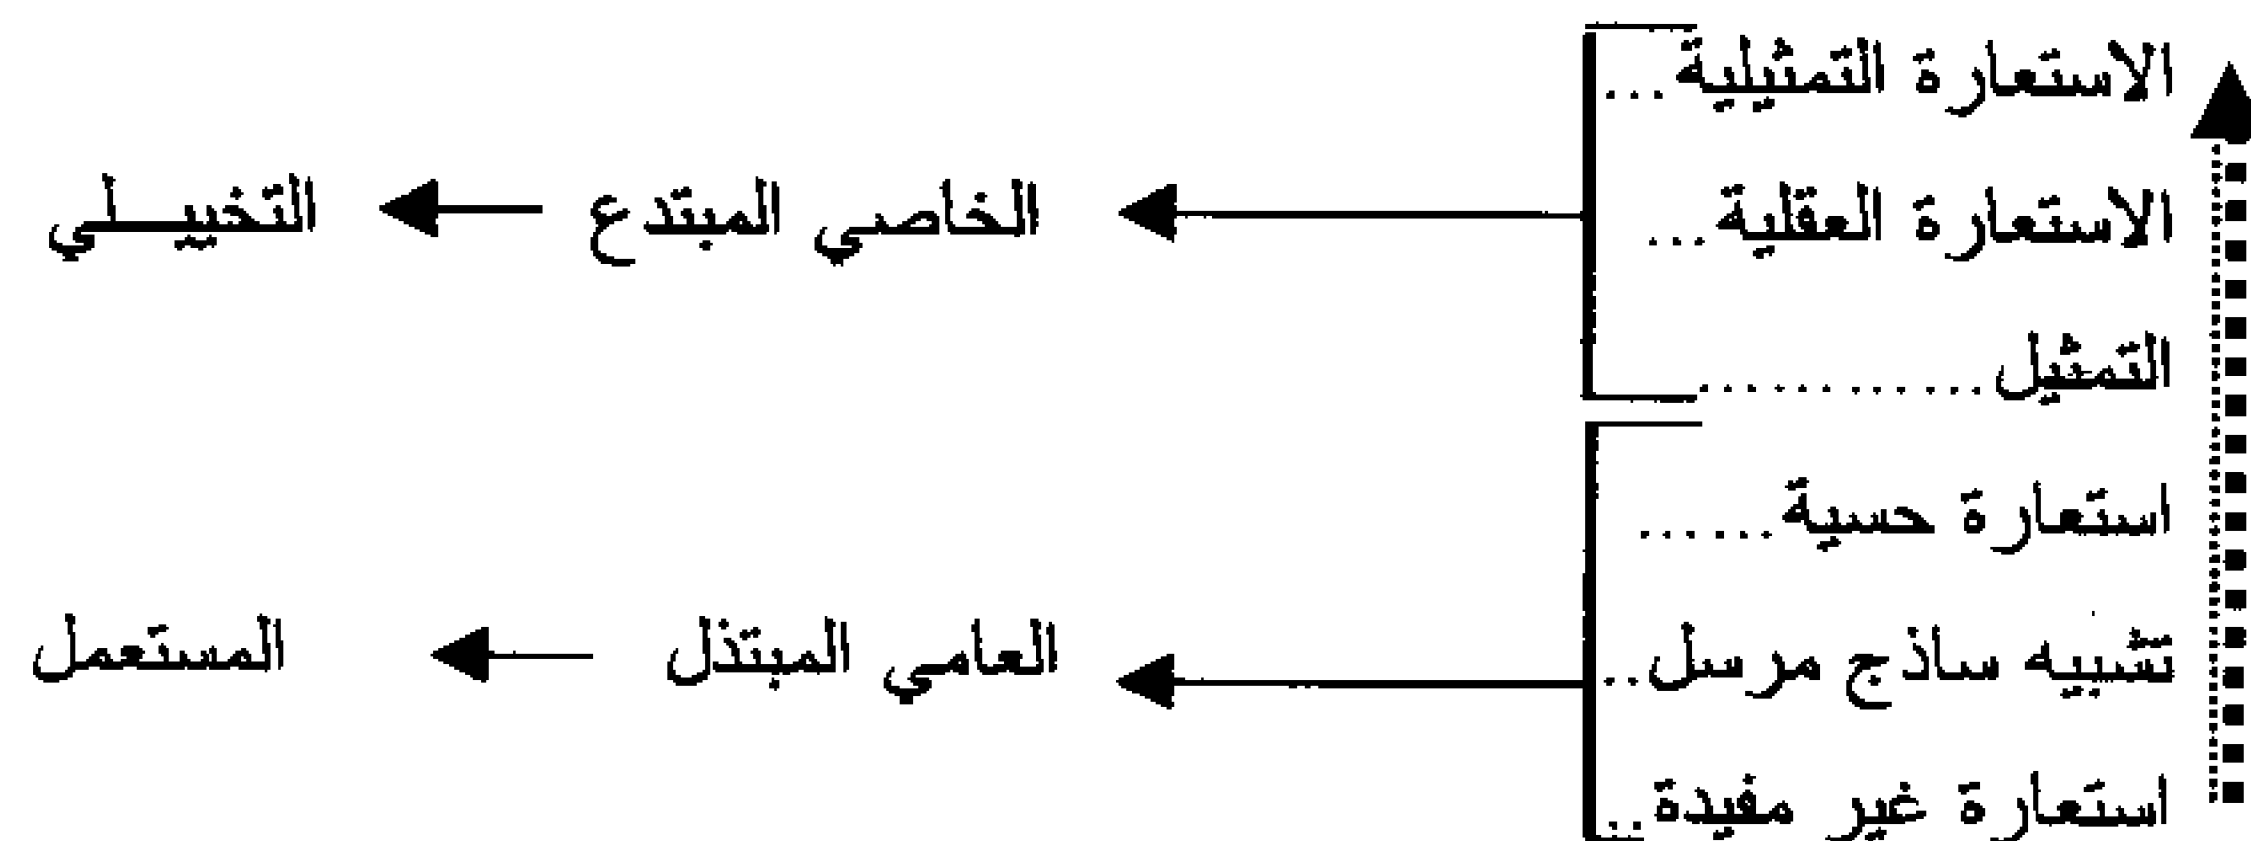 الاستعارة التمثيلية...
الاستعارة العقلية...
الخاصي المبتدع
التخييلي
التمثيل............
استعارة حسية......
تشبيه ساذج مرسل..
العامي المبتذل
المستعمل
استعارة غير مفيدة..